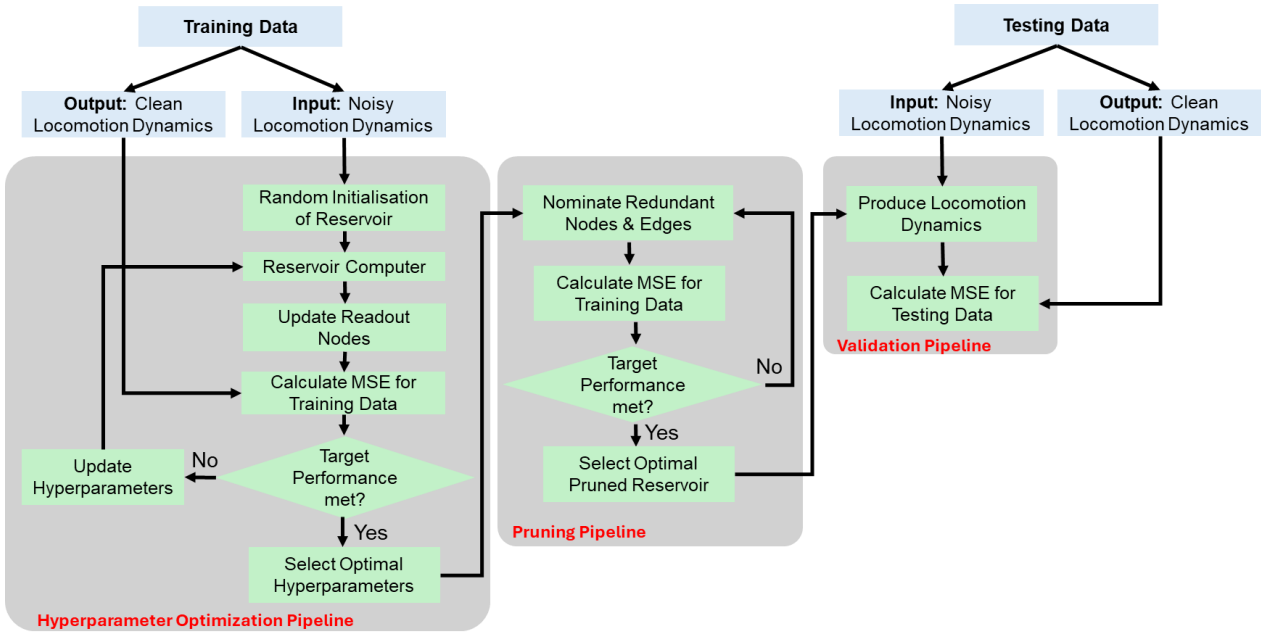 Training Data
Output: Clean
Locomotion Dynamics
Input: Noisy
Locomotion Dynamics
Random Initialisation
of Reservoir
Reservoir Computer
Update Readout
Nodes
Calculate MSE for
Training Data
Target
Performance
met?
No
Update
Hyperparameters
Yes
Select Optimal
Hyperparameters
Hyperparameter Optimization Pipeline
Nominate Redundant
Nodes & Edges
Calculate MSE for
Training Data
Target
Performance
met?
No
Yes
Select Optimal
Pruned Reservoir
Pruning Pipeline
Testing Data
Input: Noisy
Locomotion Dynamics
Output: Clean
Locomotion Dynamics
Produce Locomotion
Dynamics
Calculate MSE for
Testing Data
Validation Pipeline